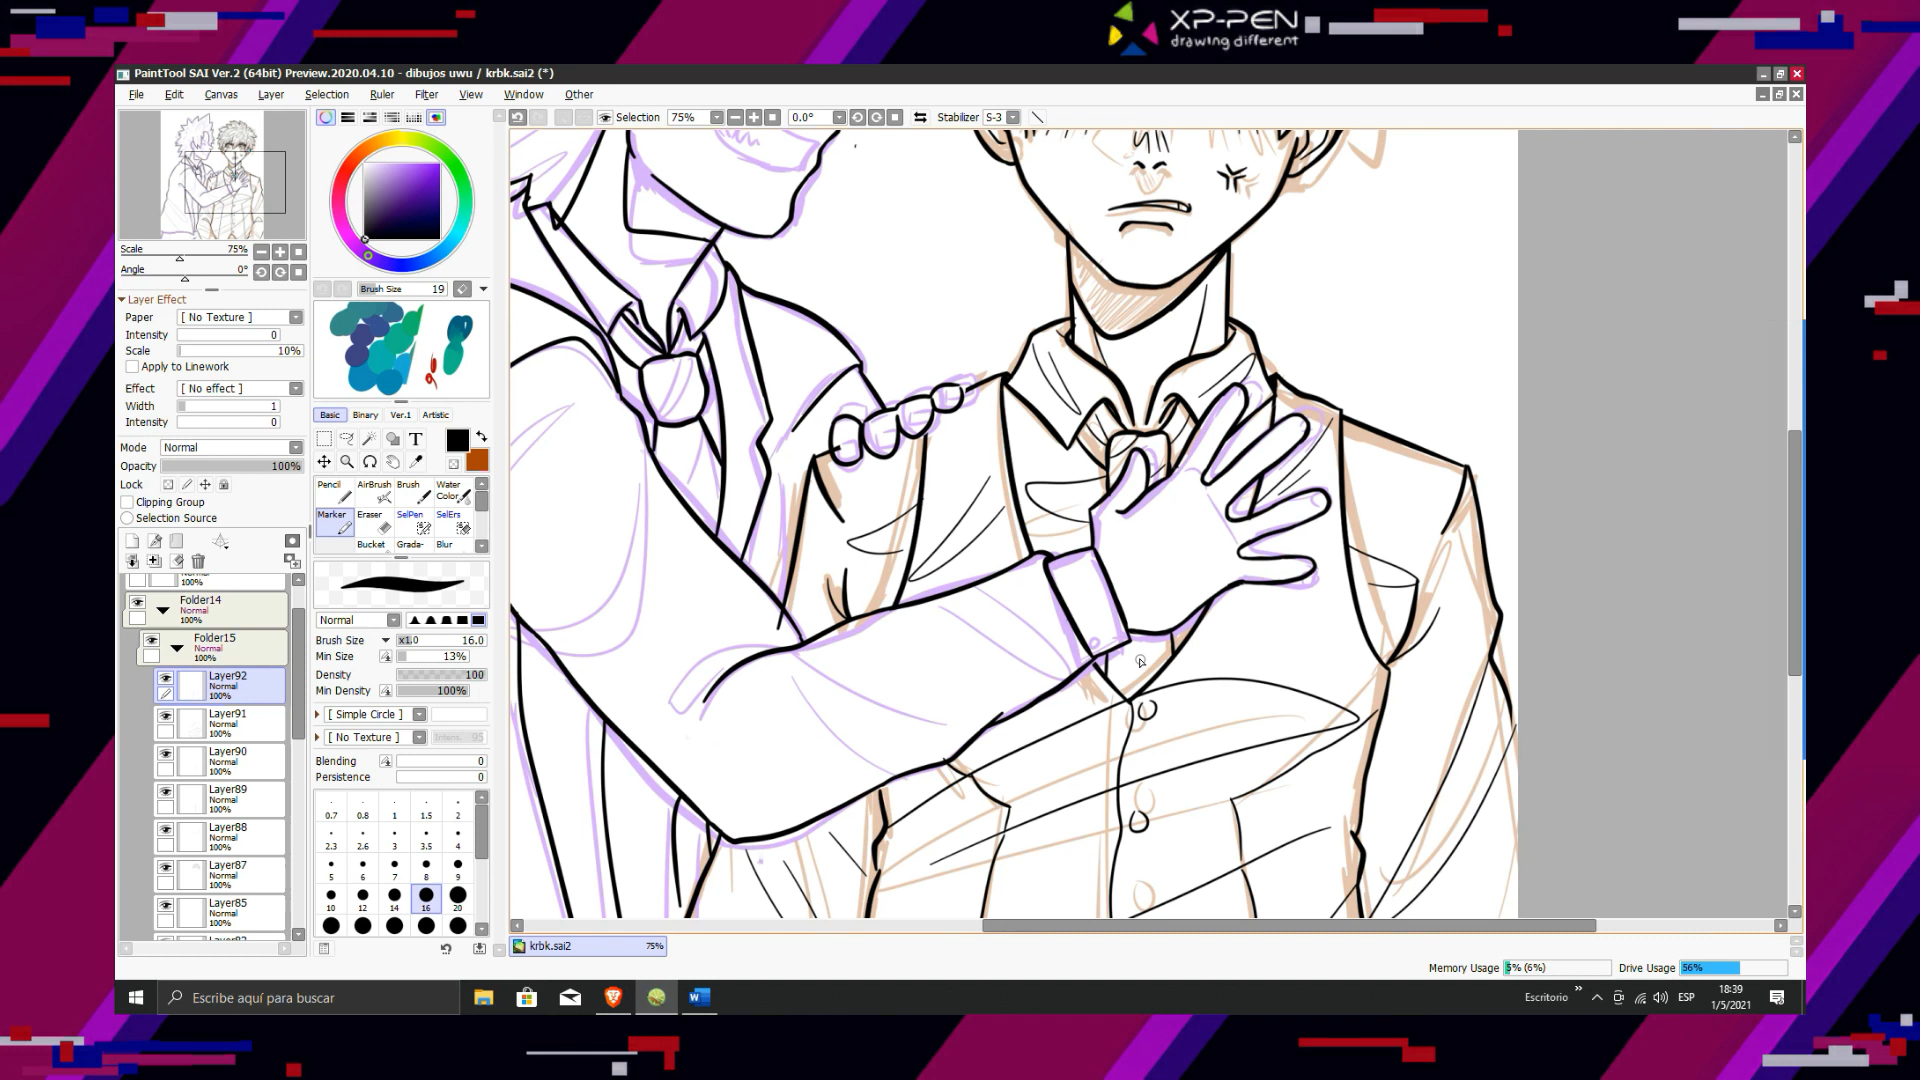 XP-PEN
drawing different
PaintTool SAI Ver.2 (64bit) Preview.2020.04.10 - dibujos uwu / krbk.sai2 (*)
File Edit Canvas Layer Selection Ruler Filter View Window Other
Selection 75% 0.0° Stabilizer S-3
Scale 75%
Angle 0°
Layer Effect
Paper [ No Texture ]
Intensity 0
Scale 10%
Apply to Linework
Effect [ No effect ]
Width 1
Intensity 0
Mode Normal
Opacity 100%
Lock
Clipping Group
Selection Source
Normal
100%
Folder14
Normal
100%
Folder15
Normal
100%
Layer92
Normal
100%
Layer91
Normal
100%
Layer90
Normal
100%
Layer89
Normal
100%
Layer88
Normal
100%
Layer87
Normal
100%
Layer85
Normal
100%
Brush Size 19
Basic Binary Ver.1 Artistic
Pencil AirBrush Brush Water Color
Marker Eraser SelPen SelErs
Bucket Grada- Blur
Normal
Brush Size x1.0 16.0
Min Size 13%
Density 100
Min Density 100%
[ Simple Circle ]
[ No Texture ] Intens. 95
Blending 0
Persistence 0
0.7 0.8 1 1.5 2
2.3 2.6 3 3.5 4
5 6 7 8 9
10 12 14 16 20
krbk.sai2 75%
Memory Usage 5% (6%) Drive Usage 56%
Escribe aquí para buscar
Escritorio
ESP
18:39
1/5/2021